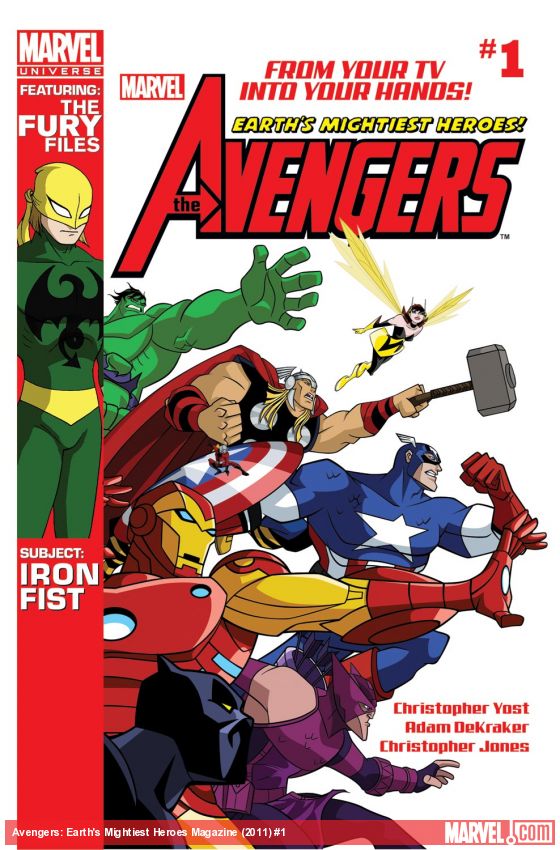 MARVEL
UNIVERSE
FEATURING:
THE
FURY
FILES
SUBJECT:
IRON
FIST
#1
FROM YOUR TV
INTO YOUR HANDS!
MARVEL
EARTH'S MIGHTIEST HEROES!
the AVENGERS
TM
Christopher Yost
Adam DeKraker
Christopher Jones
Avengers: Earth's Mightiest Heroes Magazine (2011) #1
MARVEL.com